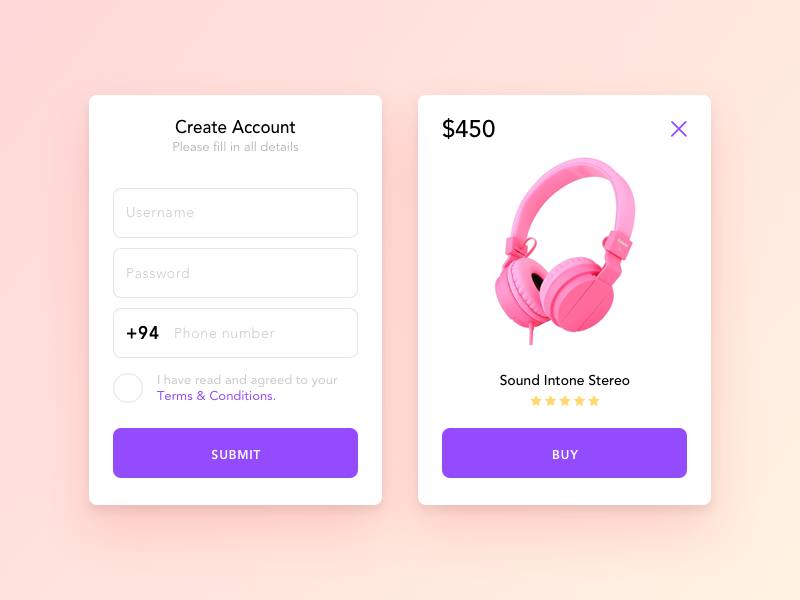 Create Account
Please fill in all details
Username
Password
+94 Phone number
I have read and agreed to your
Terms & Conditions.
SUBMIT
$450
Sound Intone Stereo
BUY